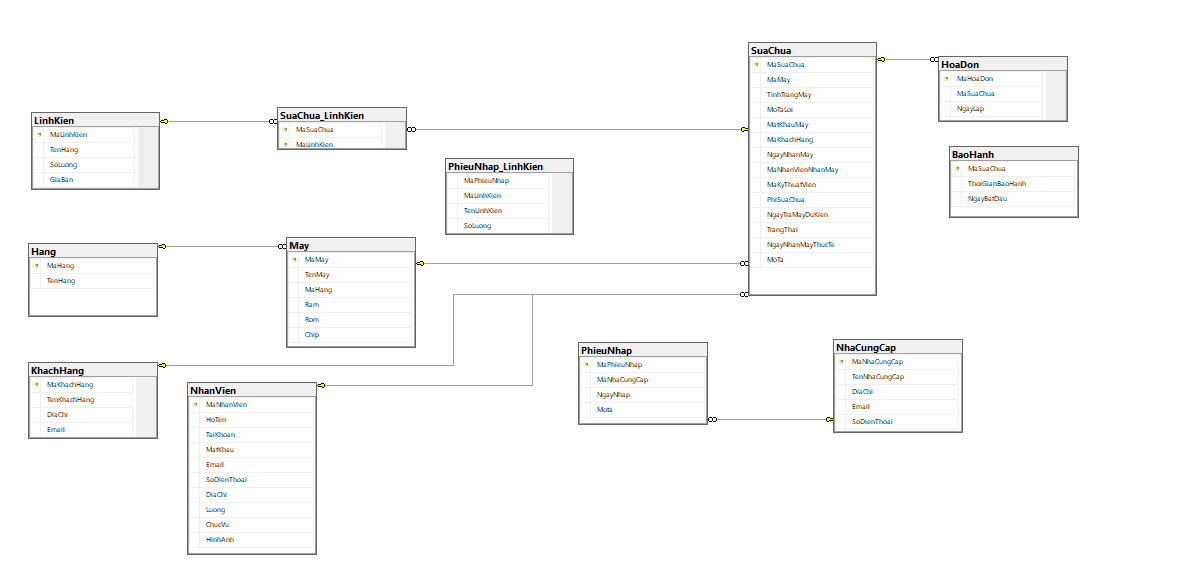 SuaChua
MaSuaChua
MaMay
TinhTrangMay
MoTaLoi
MatKhauMay
MaKhachHang
NgayNhanMay
MaNhanVienNhanMay
MaKyThuatVien
PhiSuaChua
NgayTraMayDuKien
TrangThai
NgayNhanMayThucTe
MoTa
HoaDon
MaHoaDon
MaSuaChua
NgayLap
LinhKien
MaLinhKien
TenHang
SoLuong
GiaBan
SuaChua_LinhKien
MaSuaChua
MaLinhKien
PhieuNhap_LinhKien
MaPhieuNhap
MaLinhKien
TenLinhKien
SoLuong
BaoHanh
MaSuaChua
ThoiGianBaoHanh
NgayBatDau
Hang
MaHang
TenHang
May
MaMay
TenMay
MaHang
Ram
Rom
Chip
KhachHang
MaKhachHang
TenKhachHang
DiaChi
Email
NhanVien
MaNhanVien
HoTen
TaiKhoan
MatKhau
Email
SoDienThoai
DiaChi
Luong
ChucVu
HinhAnh
PhieuNhap
MaPhieuNhap
MaNhaCungCap
NgayNhap
Mota
NhaCungCap
MaNhaCungCap
TenNhaCungCap
DiaChi
Email
SoDienThoai